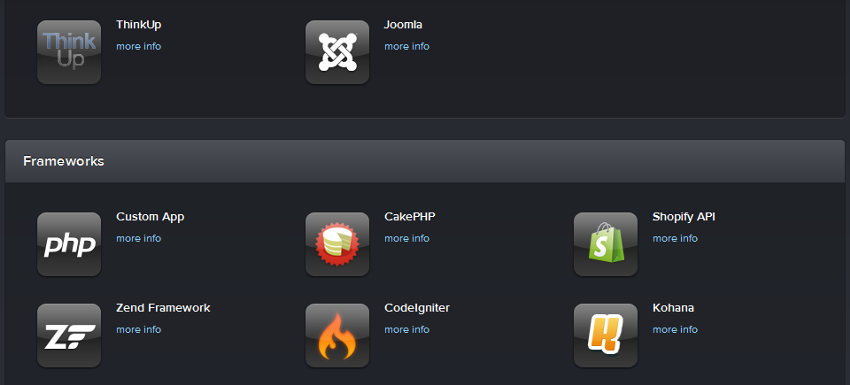 ThinkUp
more info
Think
Up
Joomla
more info
Frameworks
Custom App
more info
php
CakePHP
more info
Shopify API
more info
S
Zend Framework
more info
ZF
CodeIgniter
more info
Kohana
more info
K